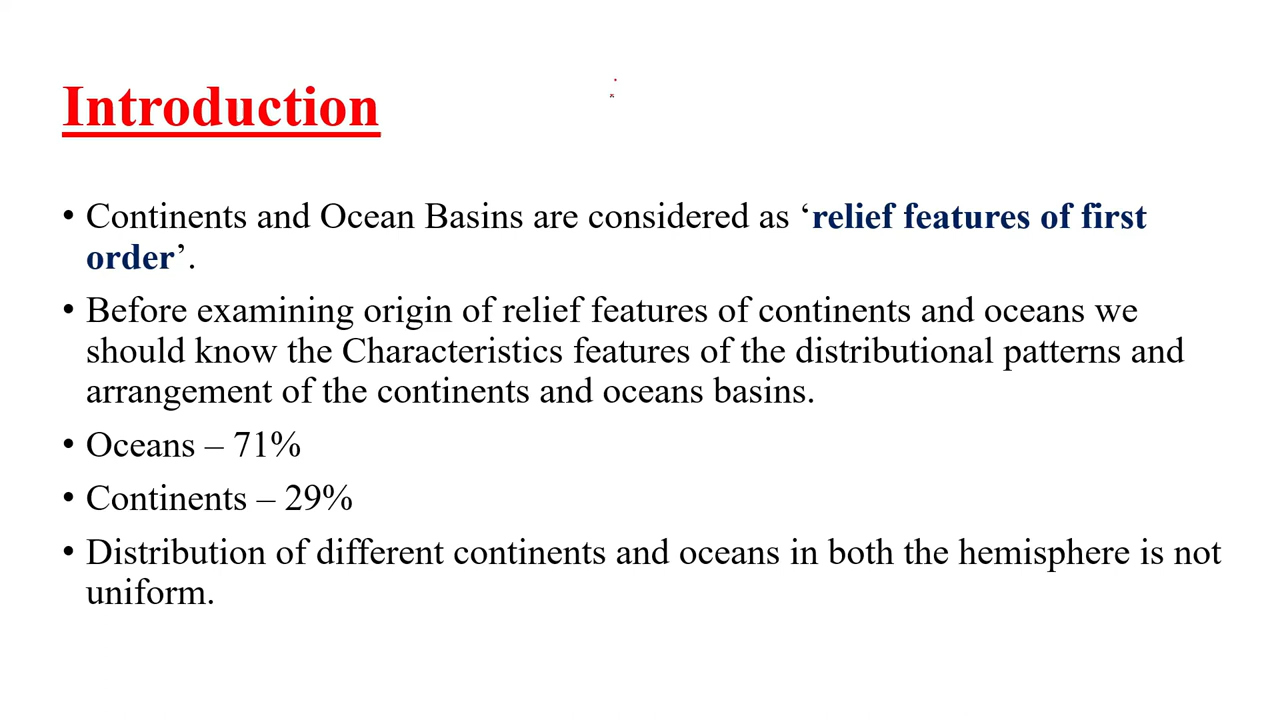 Introduction
• Continents and Ocean Basins are considered as ‘relief features of first
order’.
• Before examining origin of relief features of continents and oceans we
should know the Characteristics features of the distributional patterns and
arrangement of the continents and oceans basins.
• Oceans – 71%
• Continents – 29%
• Distribution of different continents and oceans in both the hemisphere is not
uniform.